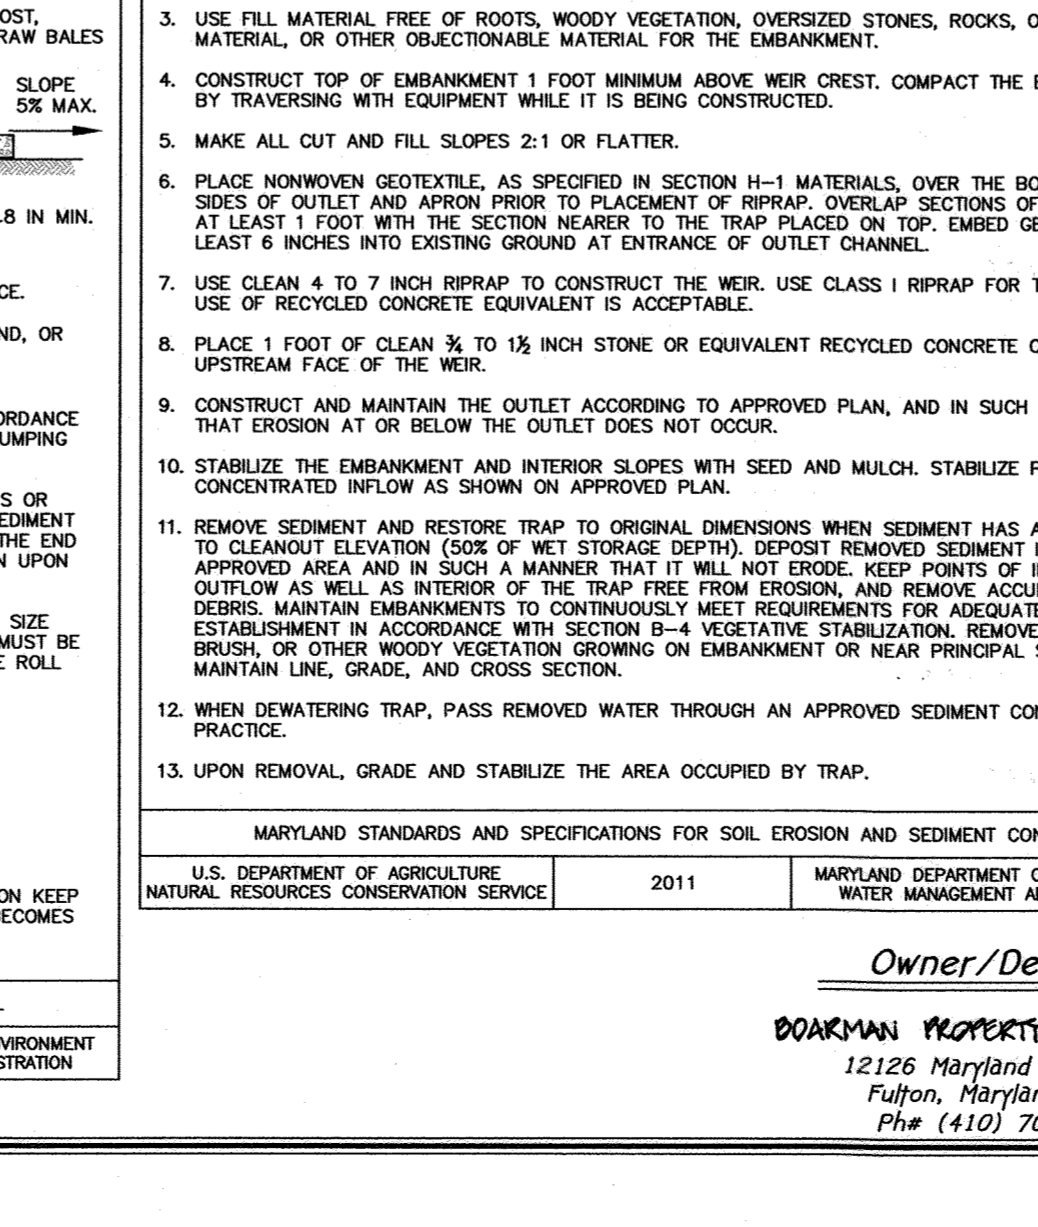 OST,
RAW BALES
SLOPE
5% MAX.
8 IN MIN.
CE.
ND, OR
ORDANCE
UMPING
S OR
EDIMENT
THE END
N UPON
SIZE
MUST BE
E ROLL
ON KEEP
BECOMES
VIRONMENT
STRATION
3. USE FILL MATERIAL FREE OF ROOTS, WOODY VEGETATION, OVERSIZED STONES, ROCKS, O
MATERIAL, OR OTHER OBJECTIONABLE MATERIAL FOR THE EMBANKMENT.
4. CONSTRUCT TOP OF EMBANKMENT 1 FOOT MINIMUM ABOVE WEIR CREST. COMPACT THE E
BY TRAVERSING WITH EQUIPMENT WHILE IT IS BEING CONSTRUCTED.
5. MAKE ALL CUT AND FILL SLOPES 2:1 OR FLATTER.
6. PLACE NONWOVEN GEOTEXTILE, AS SPECIFIED IN SECTION H-1 MATERIALS, OVER THE BO
SIDES OF OUTLET AND APRON PRIOR TO PLACEMENT OF RIPRAP. OVERLAP SECTIONS OF
AT LEAST 1 FOOT WITH THE SECTION NEARER TO THE TRAP PLACED ON TOP. EMBED GE
LEAST 6 INCHES INTO EXISTING GROUND AT ENTRANCE OF OUTLET CHANNEL.
7. USE CLEAN 4 TO 7 INCH RIPRAP TO CONSTRUCT THE WEIR. USE CLASS I RIPRAP FOR T
USE OF RECYCLED CONCRETE EQUIVALENT IS ACCEPTABLE.
8. PLACE 1 FOOT OF CLEAN ¾ TO 1½ INCH STONE OR EQUIVALENT RECYCLED CONCRETE O
UPSTREAM FACE OF THE WEIR.
9. CONSTRUCT AND MAINTAIN THE OUTLET ACCORDING TO APPROVED PLAN, AND IN SUCH
THAT EROSION AT OR BELOW THE OUTLET DOES NOT OCCUR.
10. STABILIZE THE EMBANKMENT AND INTERIOR SLOPES WITH SEED AND MULCH. STABILIZE P
CONCENTRATED INFLOW AS SHOWN ON APPROVED PLAN.
11. REMOVE SEDIMENT AND RESTORE TRAP TO ORIGINAL DIMENSIONS WHEN SEDIMENT HAS A
TO CLEANOUT ELEVATION (50% OF WET STORAGE DEPTH). DEPOSIT REMOVED SEDIMENT I
APPROVED AREA AND IN SUCH A MANNER THAT IT WILL NOT ERODE. KEEP POINTS OF I
OUTFLOW AS WELL AS INTERIOR OF THE TRAP FREE FROM EROSION, AND REMOVE ACCU
DEBRIS. MAINTAIN EMBANKMENTS TO CONTINUOUSLY MEET REQUIREMENTS FOR ADEQUATE
ESTABLISHMENT IN ACCORDANCE WITH SECTION B-4 VEGETATIVE STABILIZATION. REMOVE
BRUSH, OR OTHER WOODY VEGETATION GROWING ON EMBANKMENT OR NEAR PRINCIPAL S
MAINTAIN LINE, GRADE, AND CROSS SECTION.
12. WHEN DEWATERING TRAP, PASS REMOVED WATER THROUGH AN APPROVED SEDIMENT CON
PRACTICE.
13. UPON REMOVAL, GRADE AND STABILIZE THE AREA OCCUPIED BY TRAP.
MARYLAND STANDARDS AND SPECIFICATIONS FOR SOIL EROSION AND SEDIMENT CON
U.S. DEPARTMENT OF AGRICULTURE
NATURAL RESOURCES CONSERVATION SERVICE
2011
MARYLAND DEPARTMENT O
WATER MANAGEMENT A
Owner/De
BOARMAN PROPERTY
12126 Maryland
Fulton, Marylan
Ph# (410) 70